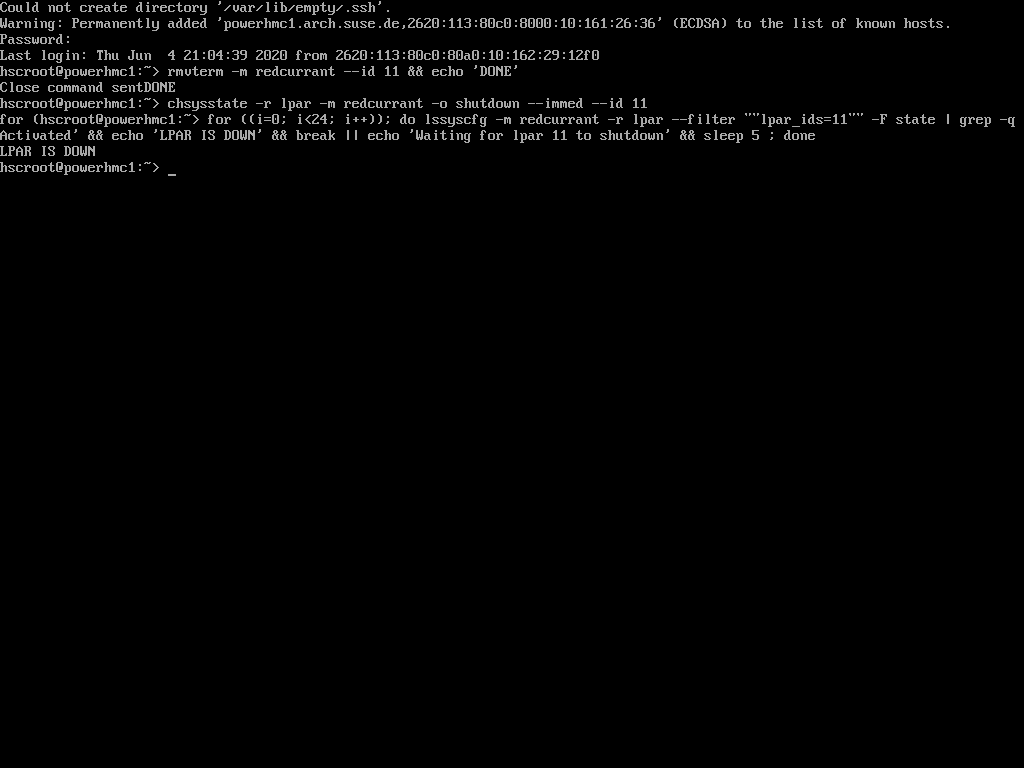 Could not create directory '/var/lib/empty/.ssh'.
Warning: Permanently added 'powerhmc1.arch.suse.de,2620:113:80c0:8000:10:161:26:36' (ECDSA) to the list of known hosts.
Password:
Last login: Thu Jun  4 21:04:39 2020 from 2620:113:80c0:80a0:10:162:29:12f0
hscroot@powerhmc1:~> rmvterm -m redcurrant --id 11 && echo 'DONE'
Close command sentDONE
hscroot@powerhmc1:~> chsysstate -r lpar -m redcurrant -o shutdown --immed --id 11
for (hscroot@powerhmc1:~> for ((i=0; i<24; i++)); do lssyscfg -m redcurrant -r lpar --filter ""lpar_ids=11"" -F state | grep -q
Activated' && echo 'LPAR IS DOWN' && break || echo 'Waiting for lpar 11 to shutdown' && sleep 5 ; done
LPAR IS DOWN
hscroot@powerhmc1:~> _